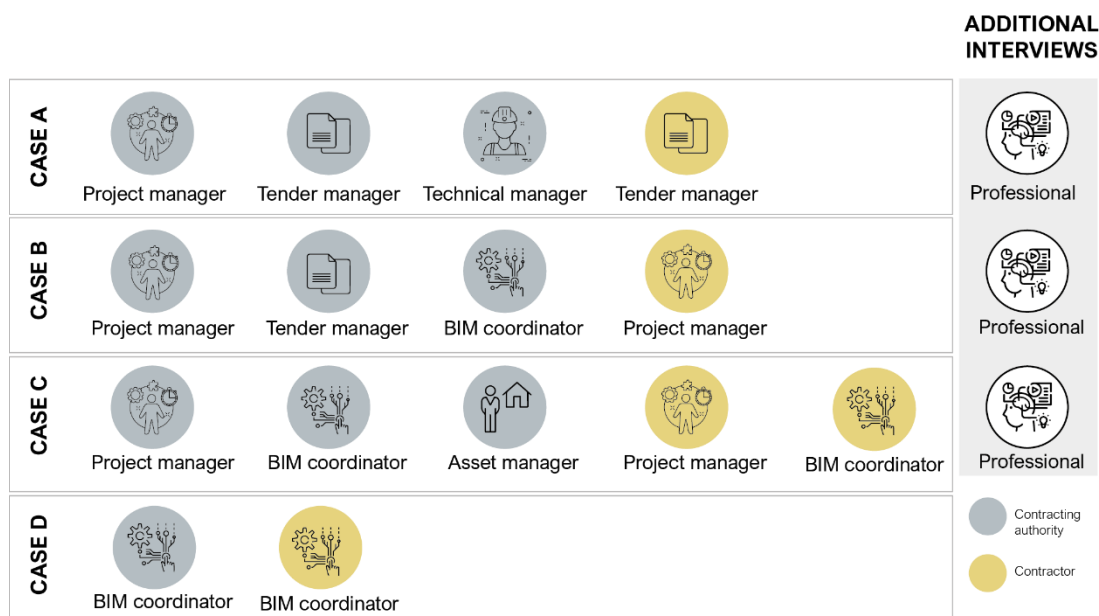 ADDITIONAL
INTERVIEWS
CASE A
Project manager
Tender manager
Technical manager
Tender manager
Professional
CASE B
Project manager
Tender manager
BIM coordinator
Project manager
Professional
CASE C
Project manager
BIM coordinator
Asset manager
Project manager
BIM coordinator
Professional
CASE D
BIM coordinator
BIM coordinator
Contracting
authority
Contractor